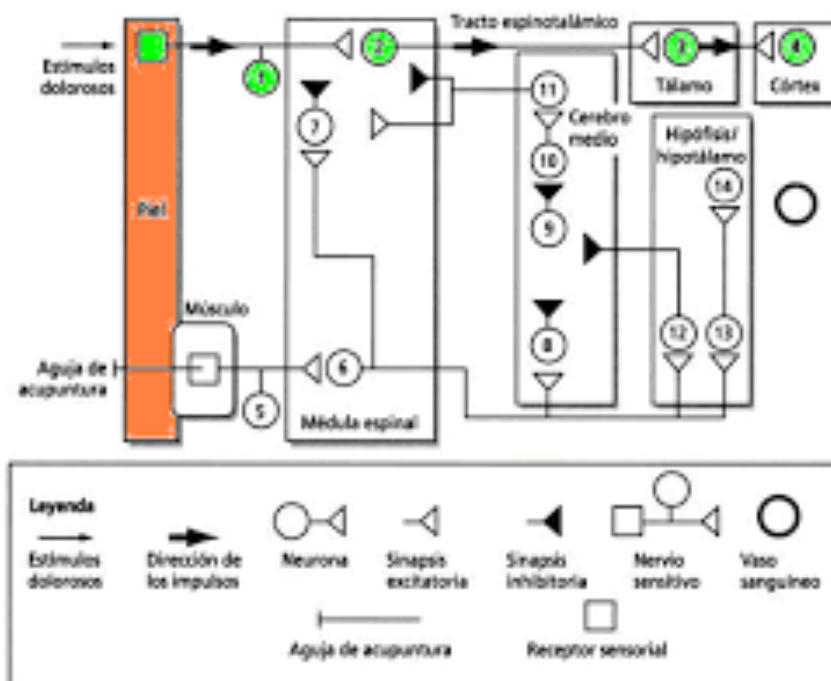 Tracto espinotalámico
Estímulos
dolorosos
1
2
3
4
Tálamo
Córtex
7
11
Cerebro
medio
10
9
8
Hipófisis/
hipotálamo
14
12
13
Piel
Músculo
Aguja de
acupuntura
5
6
Médula espinal
Leyenda
Estímulos
dolorosos
Dirección de
los impulsos
Neurona
Sinapsis
excitatoria
Sinapsis
inhibitoria
Nervio
sensitivo
Vaso
sanguíneo
Aguja de acupuntura
Receptor sensorial